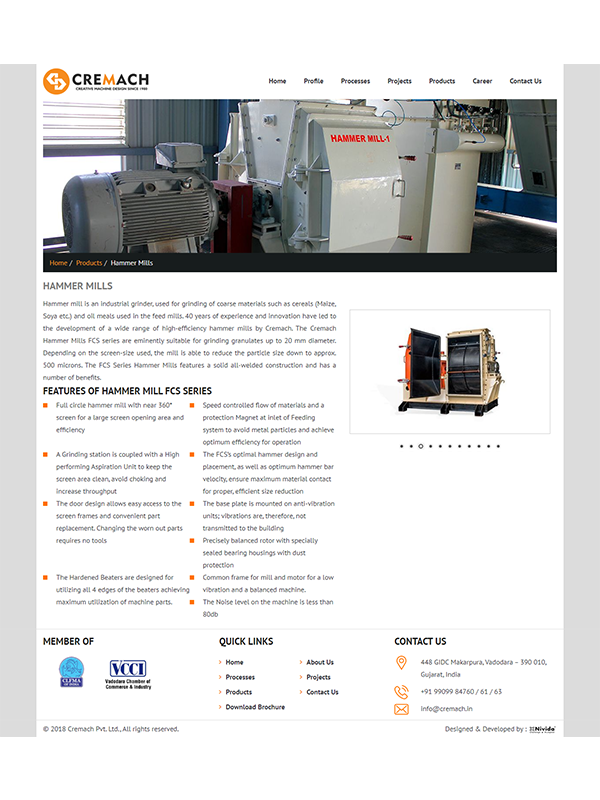 CREMACH
CREATIVE MACHINE DESIGN SINCE 1980
Home Profile Processes Projects Products Career Contact Us
HAMMER MILL-1
Home / Products / Hammer Mills
HAMMER MILLS
Hammer mill is an industrial grinder, used for grinding of coarse materials such as cereals (Maize,
Soya etc.) and oil meals used in the feed mills. 40 years of experience and innovation have led to
the development of a wide range of high-efficiency hammer mills by Cremach. The Cremach
Hammer Mills FCS series are eminently suitable for grinding granulates up to 20 mm diameter.
Depending on the screen-size used, the mill is able to reduce the particle size down to approx.
500 microns. The FCS Series Hammer Mills features a solid all-welded construction and has a
number of benefits.
FEATURES OF HAMMER MILL FCS SERIES
Full circle hammer mill with near 360°
screen for a large screen opening area and
efficiency
Speed controlled flow of materials and a
protection Magnet at inlet of Feeding
system to avoid metal particles and achieve
optimum efficiency for operation
A Grinding station is coupled with a High
performing Aspiration Unit to keep the
screen area clean, avoid choking and
increase throughput
The FCS's optimal hammer design and
placement, as well as optimum hammer bar
velocity, ensure maximum material contact
for proper, efficient size reduction
The door design allows easy access to the
screen frames and convenient part
replacement. Changing the worn out parts
requires no tools
The base plate is mounted on anti-vibration
units; vibrations are, therefore, not
transmitted to the building
Precisely balanced rotor with specially
sealed bearing housings with dust
protection
The Hardened Beaters are designed for
utilizing all 4 edges of the beaters achieving
maximum utilization of machine parts.
Common frame for mill and motor for a low
vibration and a balanced machine.
The Noise level on the machine is less than
80db
MEMBER OF
CLFMA
OF INDIA
VCCI
Vadodara Chamber of
Commerce & Industry
QUICK LINKS
Home
About Us
Processes
Projects
Products
Contact Us
Download Brochure
CONTACT US
448 GIDC Makarpura, Vadodara – 390 010,
Gujarat, India
+91 99099 84760 / 61 / 63
info@cremach.in
© 2018 Cremach Pvt. Ltd., All rights reserved.
Designed & Developed by : Nivida